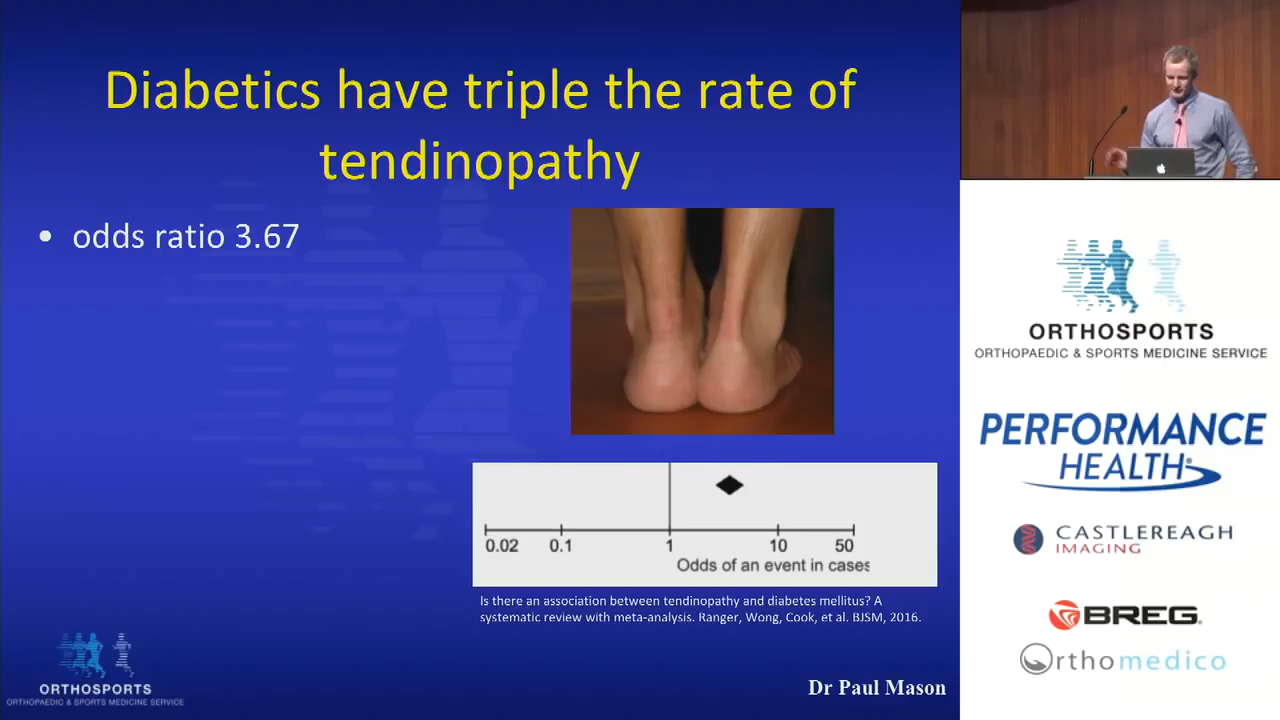 Diabetics have triple the rate of
tendinopathy
• odds ratio 3.67
0.02 0.1 1 10 50
Odds of an event in cases
Is there an association between tendinopathy and diabetes mellitus? A
systematic review with meta-analysis. Ranger, Wong, Cook, et al. BJSM, 2016.
ORTHOSPORTS
ORTHOPAEDIC & SPORTS MEDICINE SERVICE
Dr Paul Mason
ORTHOSPORTS
ORTHOPAEDIC & SPORTS MEDICINE SERVICE
PERFORMANCE
HEALTH®
CASTLEREAGH
IMAGING
BREG.
Orthomedico